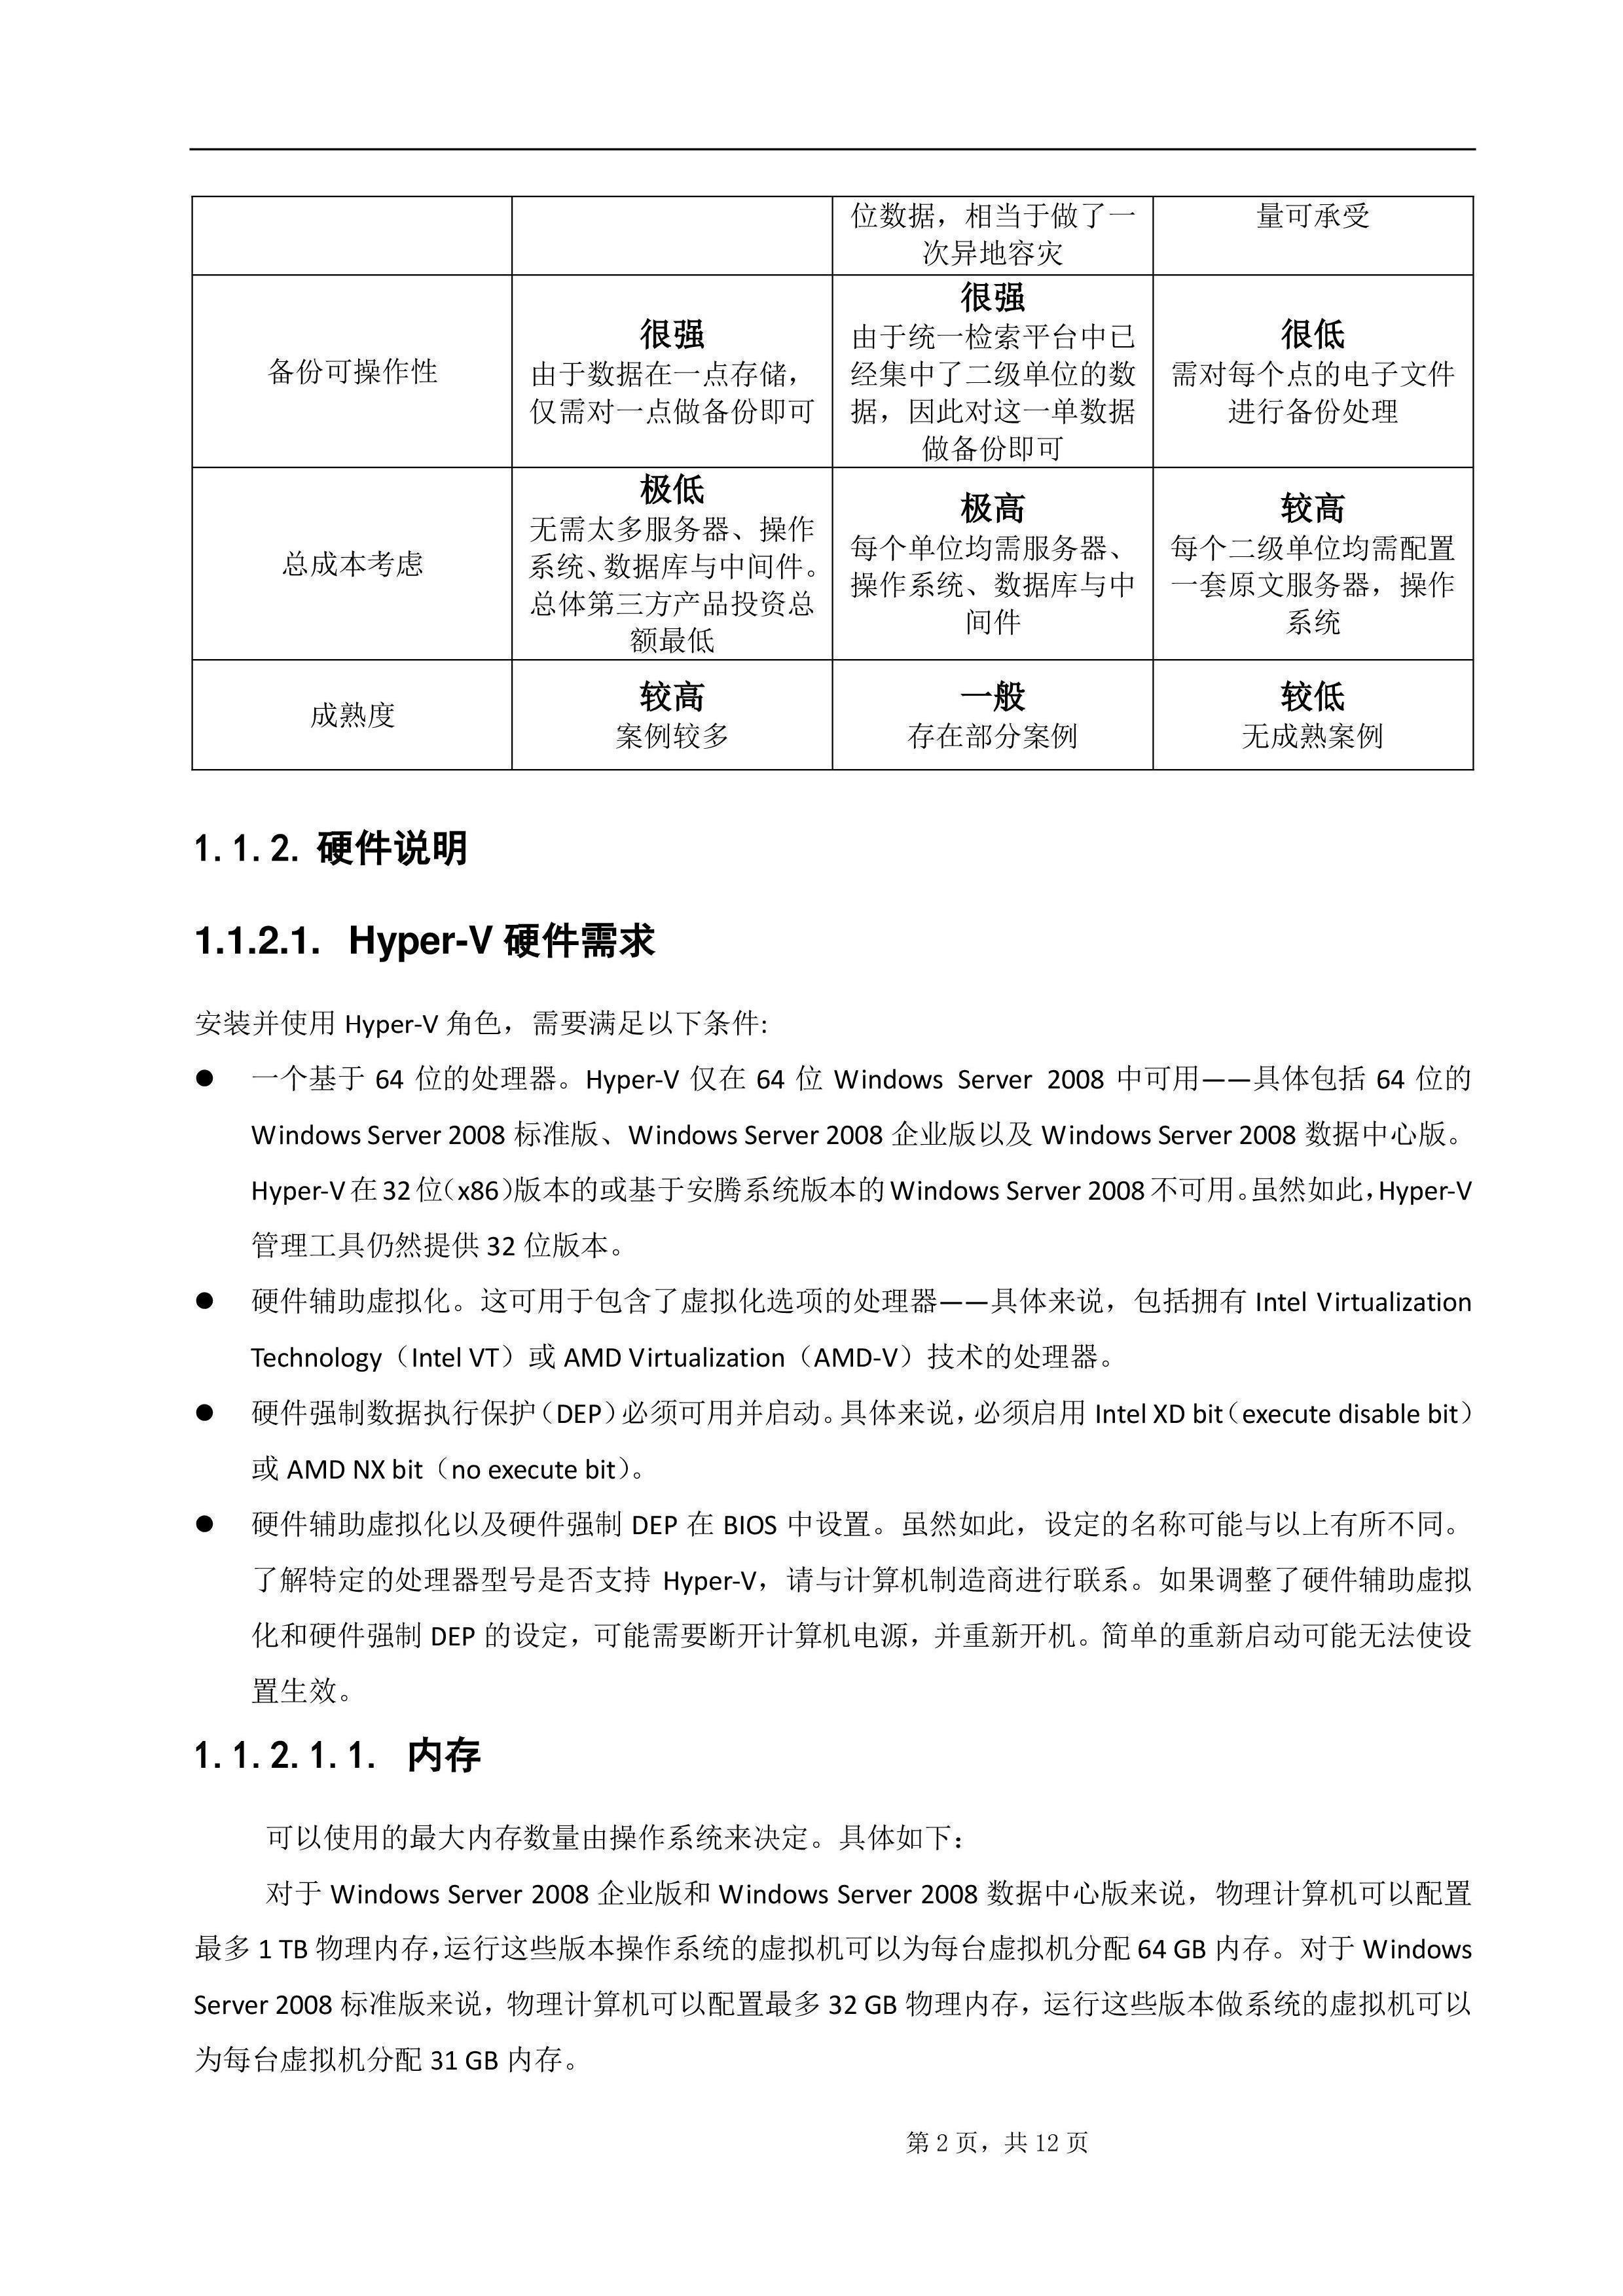 位数据，相当于做了一
次异地容灾
量可承受
备份可操作性
很强
由于数据在一点存储，
仅需对一点做备份即可
很强
由于统一检索平台中已
经集中了二级单位的数
据，因此对这一单数据
做备份即可
很低
需对每个点的电子文件
进行备份处理
总成本考虑
极低
无需太多服务器、操作
系统、数据库与中间件。
总体第三方产品投资总
额最低
极高
每个单位均需服务器、
操作系统、数据库与中
间件
较高
每个二级单位均需配置
一套原文服务器，操作
系统
成熟度
较高
案例较多
一般
存在部分案例
较低
无成熟案例
1.1.2. 硬件说明
1.1.2.1. Hyper-V 硬件需求
安装并使用 Hyper-V 角色，需要满足以下条件:
● 一个基于 64 位的处理器。Hyper-V 仅在 64 位 Windows Server 2008 中可用——具体包括 64 位的
Windows Server 2008 标准版、Windows Server 2008 企业版以及 Windows Server 2008 数据中心版。
Hyper-V 在 32 位（x86）版本的或基于安腾系统版本的 Windows Server 2008 不可用。虽然如此，Hyper-V
管理工具仍然提供 32 位版本。
● 硬件辅助虚拟化。这可用于包含了虚拟化选项的处理器——具体来说，包括拥有 Intel Virtualization
Technology（Intel VT）或 AMD Virtualization（AMD-V）技术的处理器。
● 硬件强制数据执行保护（DEP）必须可用并启动。具体来说，必须启用 Intel XD bit（execute disable bit）
或 AMD NX bit（no execute bit）。
● 硬件辅助虚拟化以及硬件强制 DEP 在 BIOS 中设置。虽然如此，设定的名称可能与以上有所不同。
了解特定的处理器型号是否支持 Hyper-V，请与计算机制造商进行联系。如果调整了硬件辅助虚拟
化和硬件强制 DEP 的设定，可能需要断开计算机电源，并重新开机。简单的重新启动可能无法使设
置生效。
1.1.2.1.1. 内存
可以使用的最大内存数量由操作系统来决定。具体如下：
对于 Windows Server 2008 企业版和 Windows Server 2008 数据中心版来说，物理计算机可以配置
最多 1 TB 物理内存，运行这些版本操作系统的虚拟机可以为每台虚拟机分配 64 GB 内存。对于 Windows
Server 2008 标准版来说，物理计算机可以配置最多 32 GB 物理内存，运行这些版本做系统的虚拟机可以
为每台虚拟机分配 31 GB 内存。
第 2 页，共 12 页